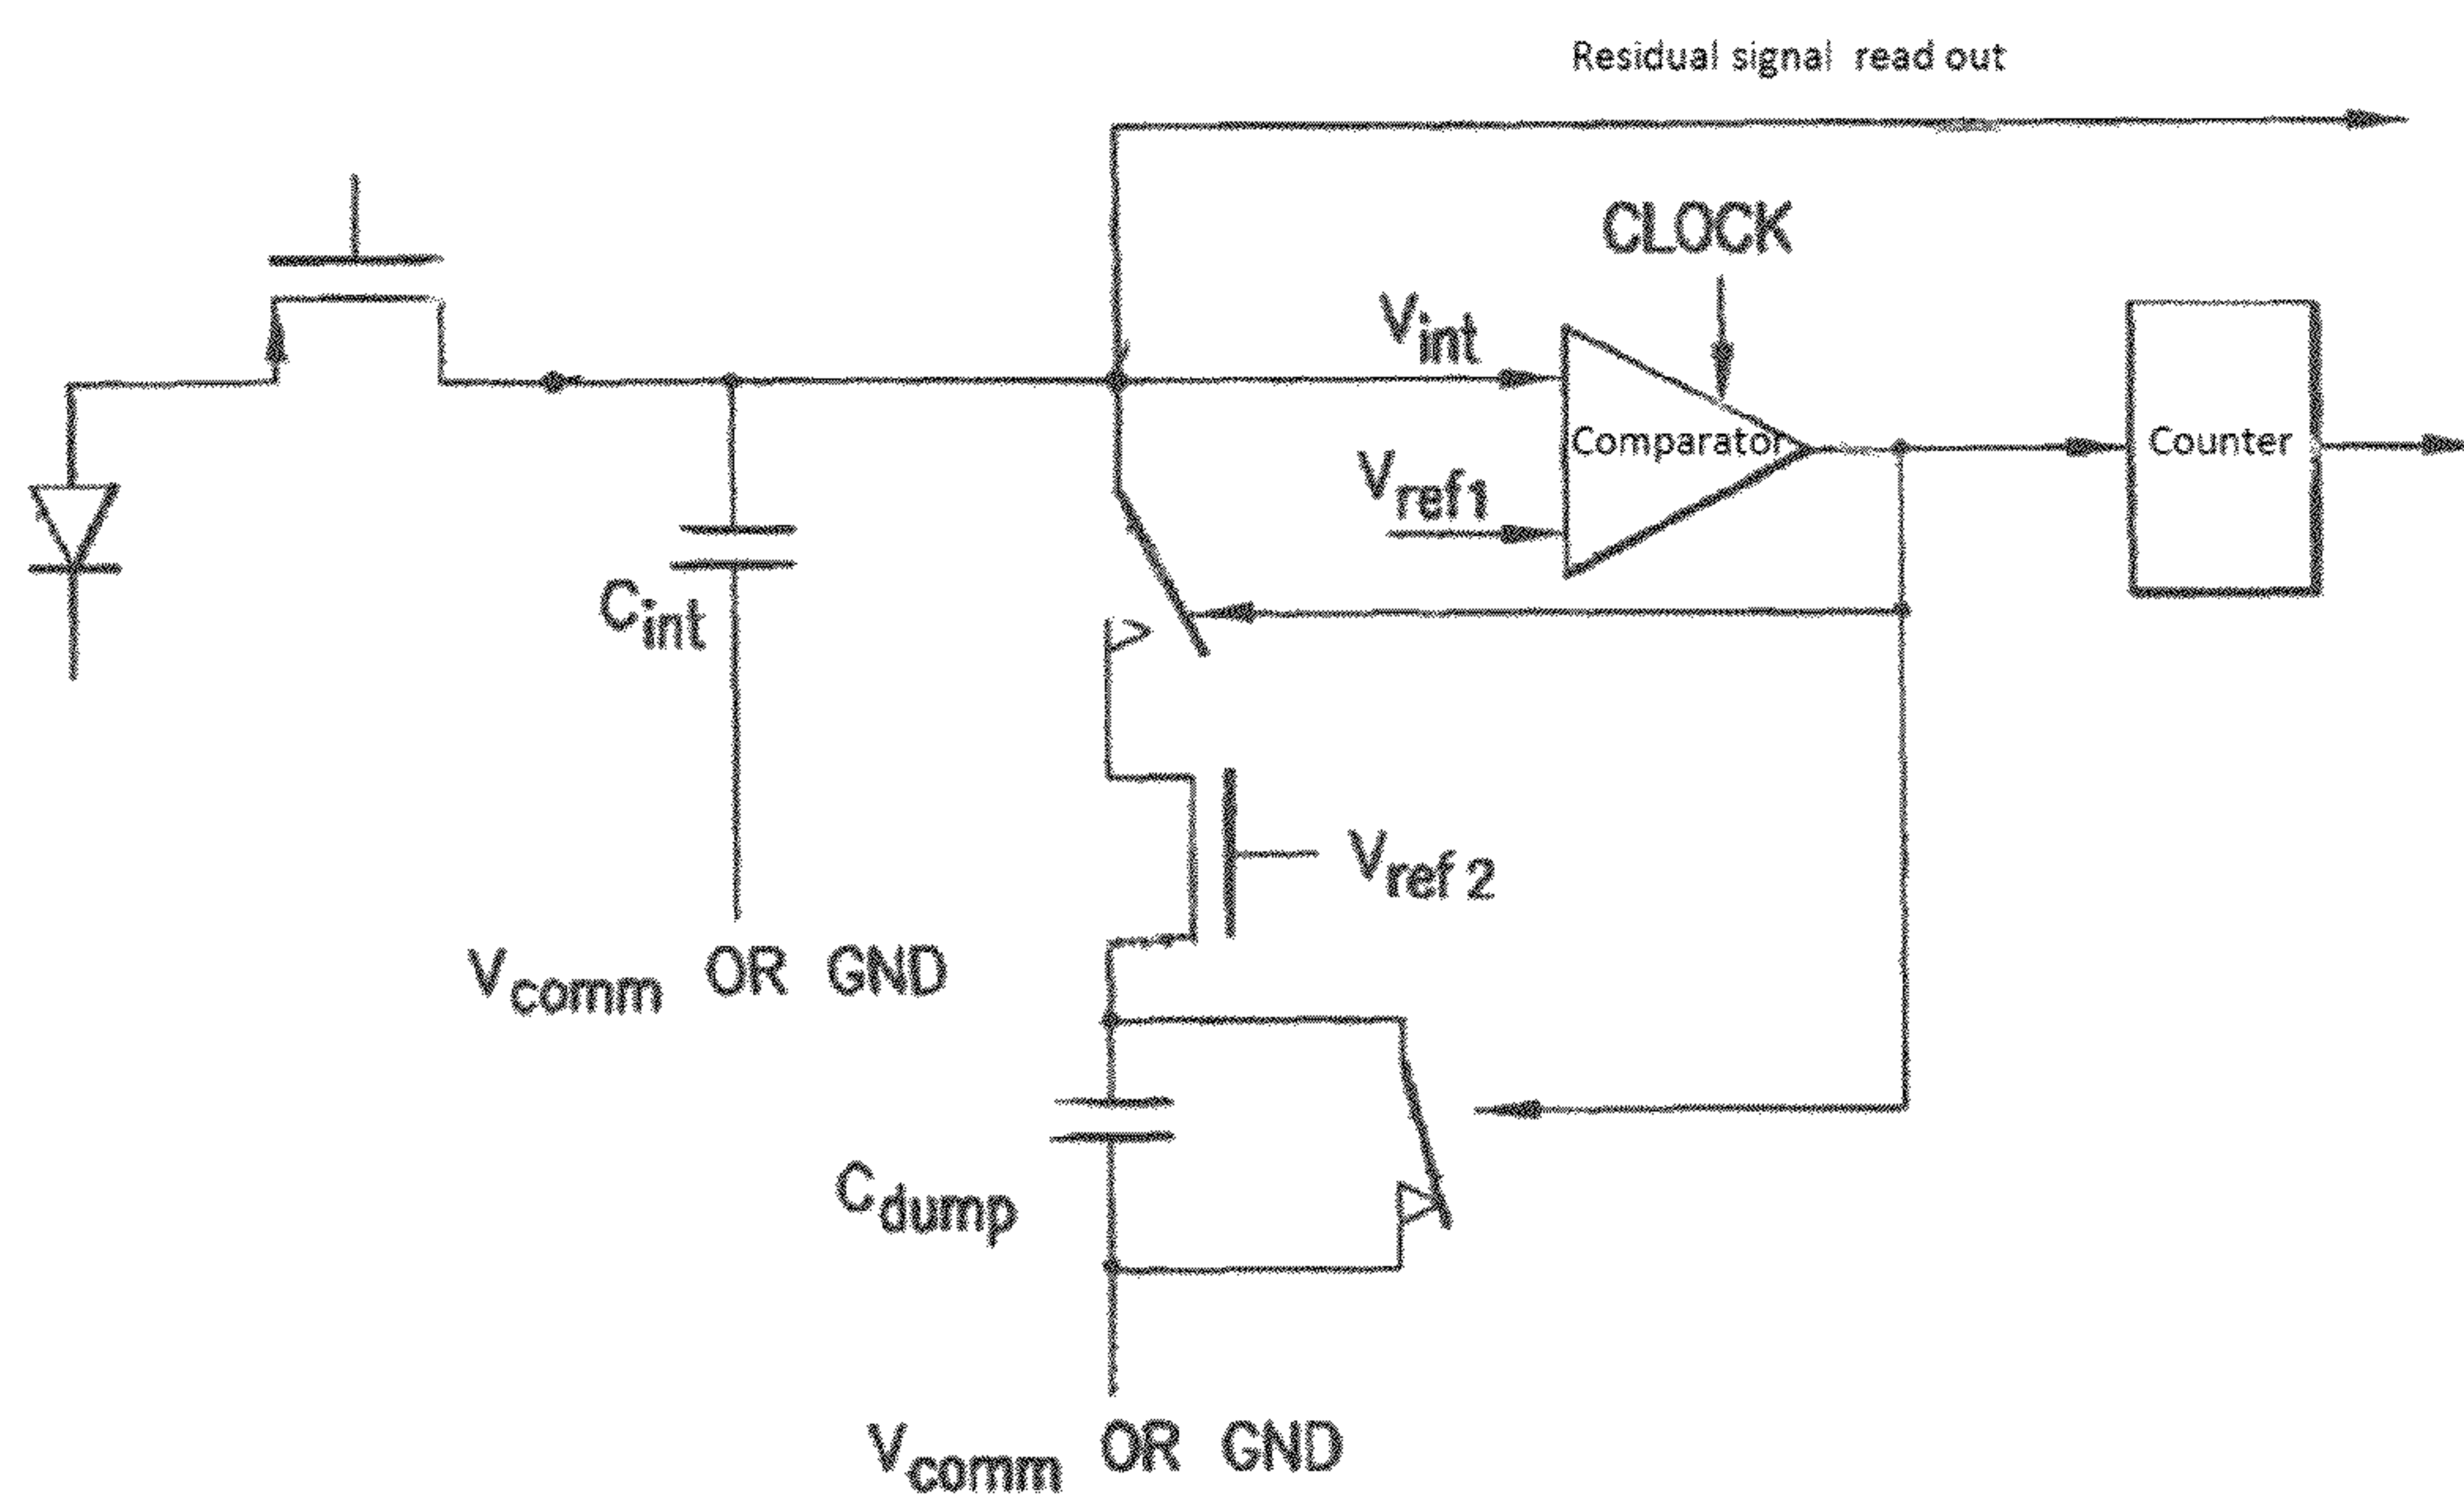 Residual signal read out
CLOCK
Vint
Comparator
Counter
Vref1
Cint
Vref 2
Vcomm OR GND
Cdump
Vcomm OR GND